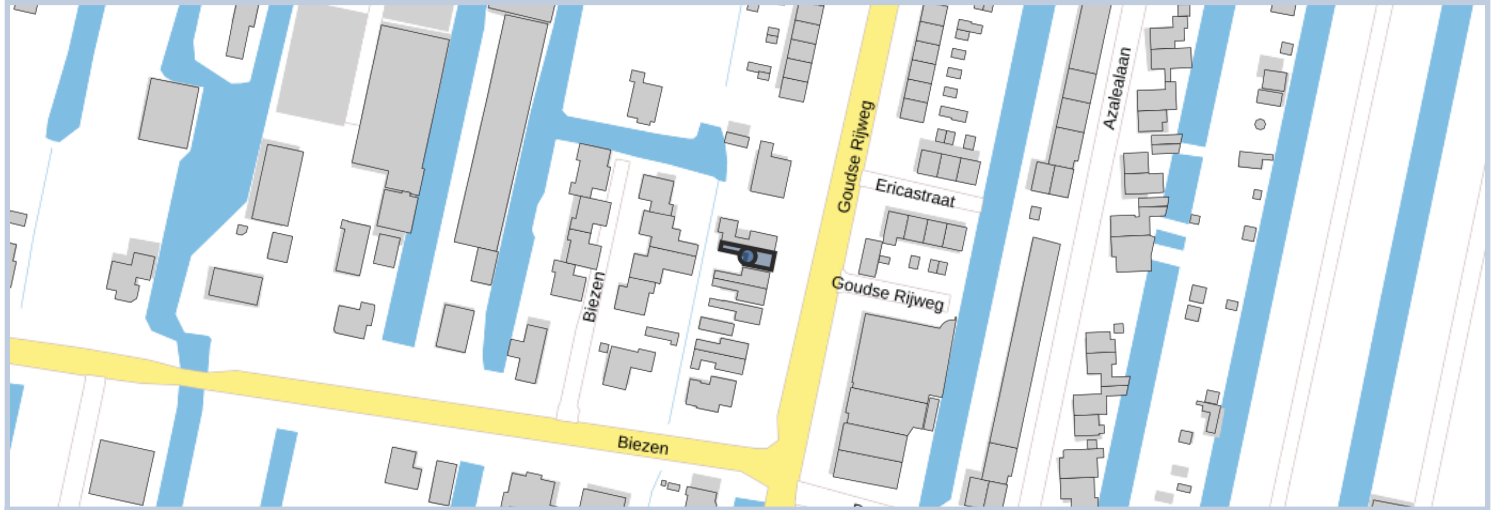 Azalealaan
Goudse Rijweg
Ericastraat
Biezen
Goudse Rijweg
Biezen